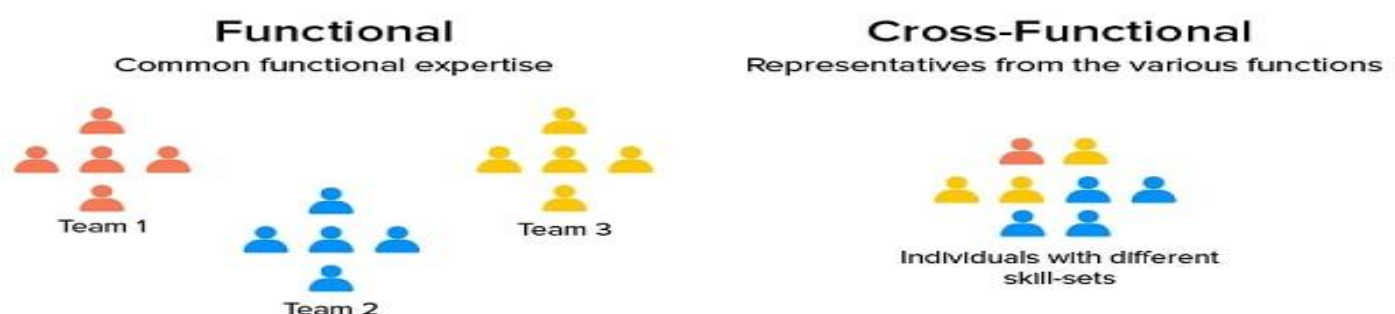 Functional
Common functional expertise
Team 1
Team 2
Team 3
Cross-Functional
Representatives from the various functions
Individuals with different
skill-sets